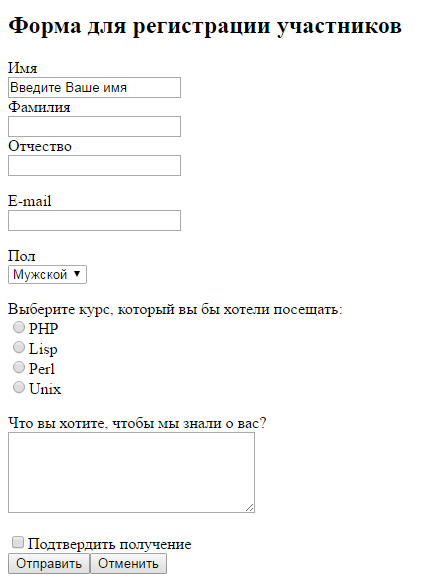 Форма для регистрации участников
Имя
Введите Ваше имя
Фамилия
Отчество
E-mail
Пол
Мужской
Выберите курс, который вы бы хотели посещать:
PHP
Lisp
Perl
Unix
Что вы хотите, чтобы мы знали о вас?
Подтвердить получение
Отправить Отменить